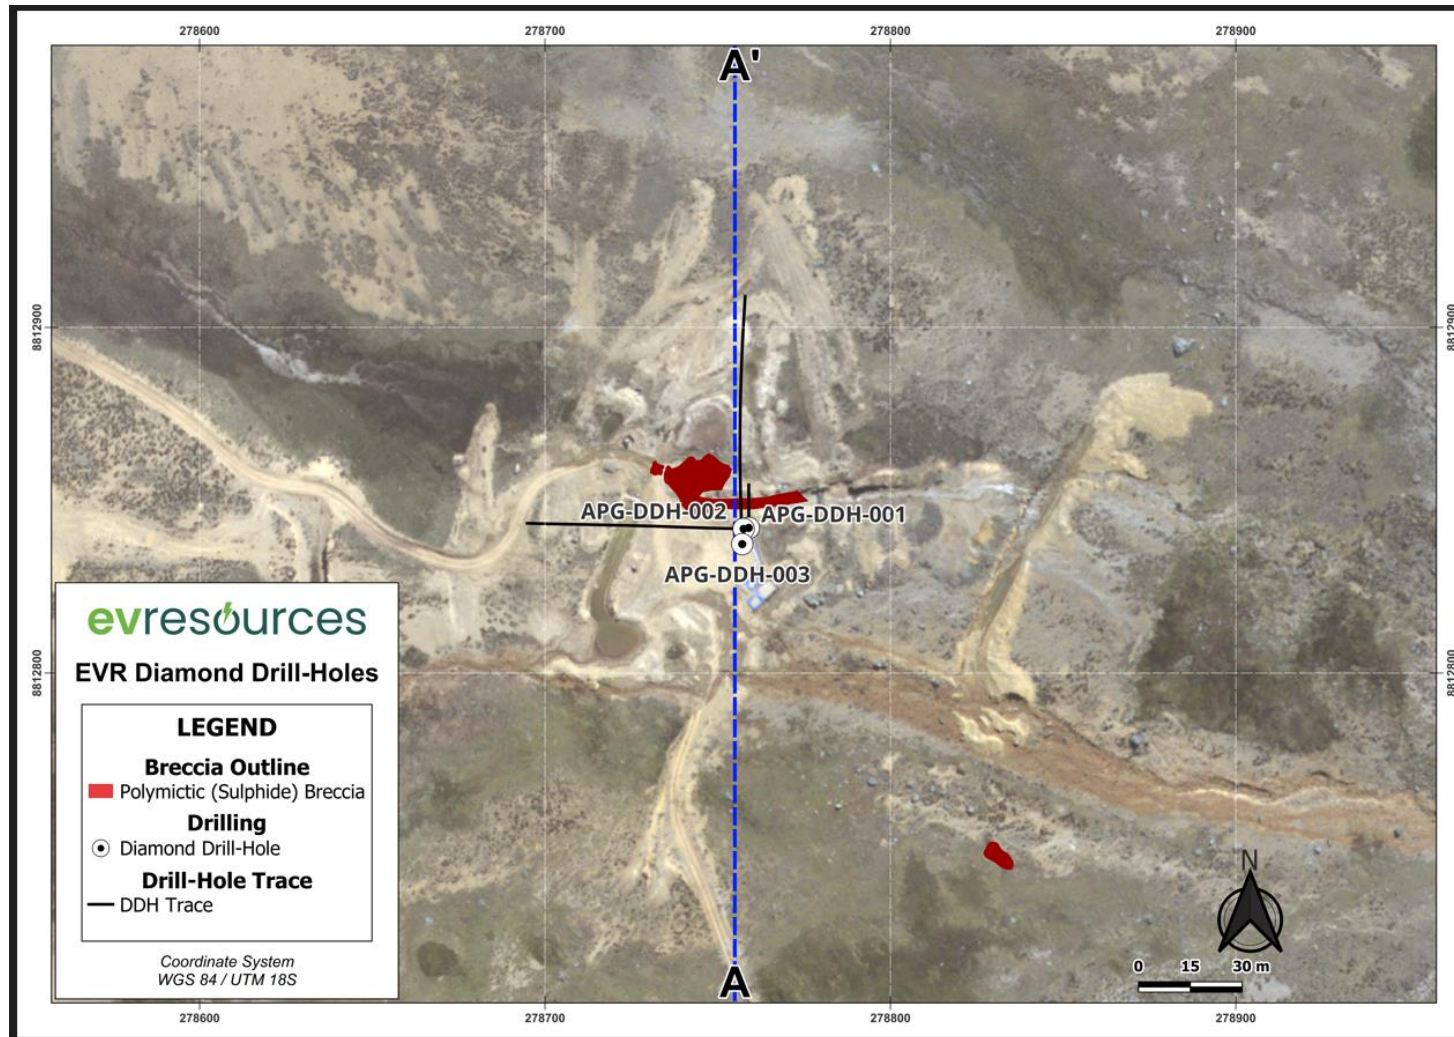 278600 278700 278800 278900
A'
8812900 8812900
APG-DDH-002 APG-DDH-001
APG-DDH-003
8812800 8812800
evresources
EVR Diamond Drill-Holes
LEGEND
Breccia Outline
Polymictic (Sulphide) Breccia
Drilling
Diamond Drill-Hole
Drill-Hole Trace
DDH Trace
Coordinate System
WGS 84 / UTM 18S
A
N
0 15 30 m
278600 278700 278800 278900